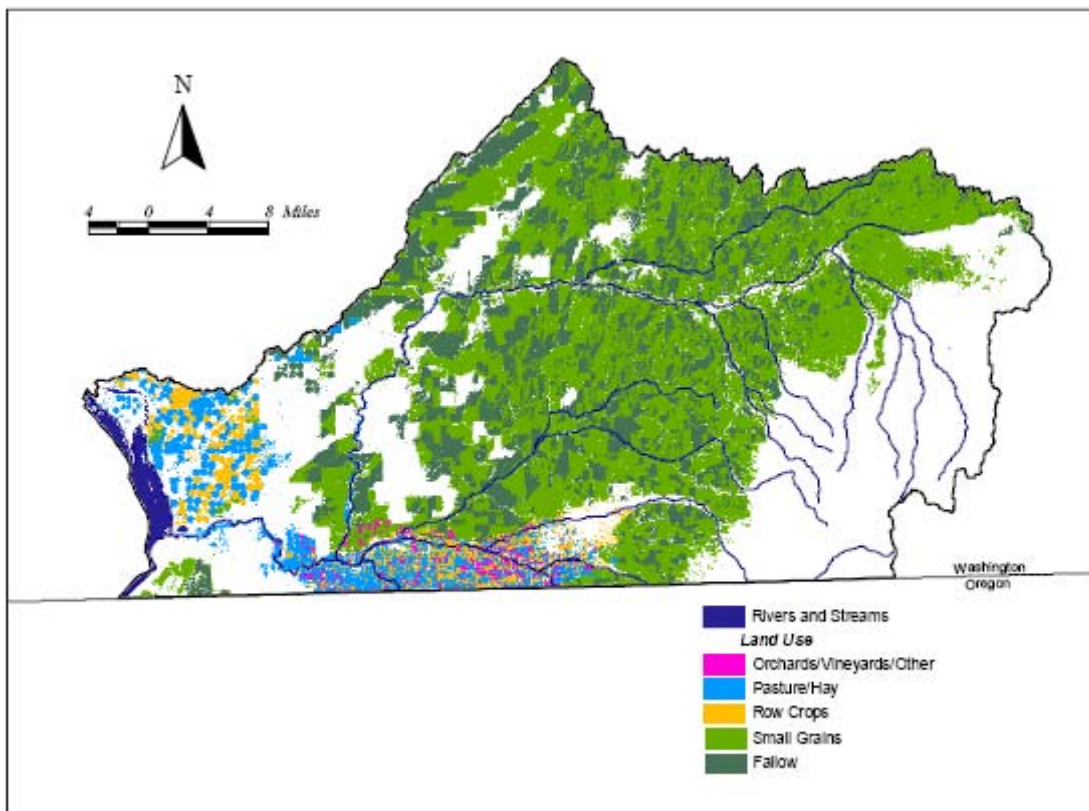 N
4 0 4 8 Miles
Washington
Oregon
Rivers and Streams
Land Use
Orchards/Vineyards/Other
Pasture/Hay
Row Crops
Small Grains
Fallow